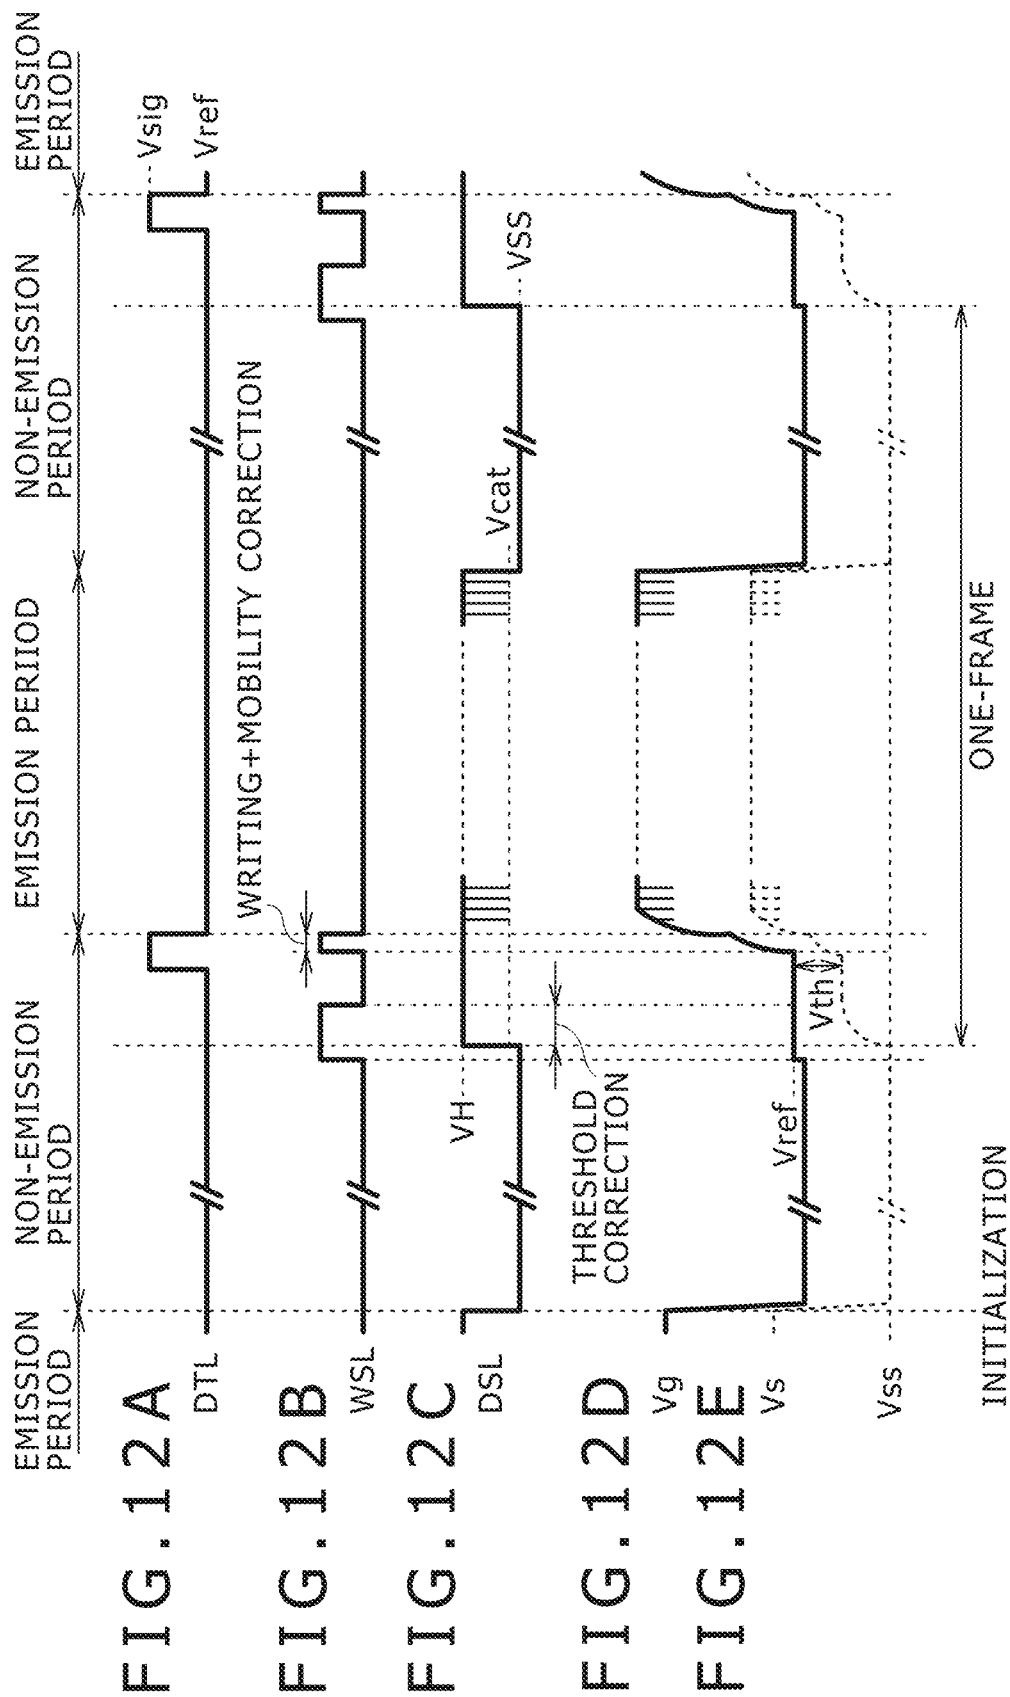 EMISSION
PERIOD
NON-EMISSION
PERIOD
EMISSION PERIIOD
NON-EMISSION
PERIOD
EMISSION
PERIOD
FIG.12A
DTL
Vsig
Vref
WRITING+MOBILITY CORRECTION
FIG.12B
WSL
FIG.12C
DSL
VH
Vcat
VSS
THRESHOLD
CORRECTION
FIG.12D
Vg
FIG.12E
Vs
Vref
Vth
Vss
ONE-FRAME
INITIALIZATION